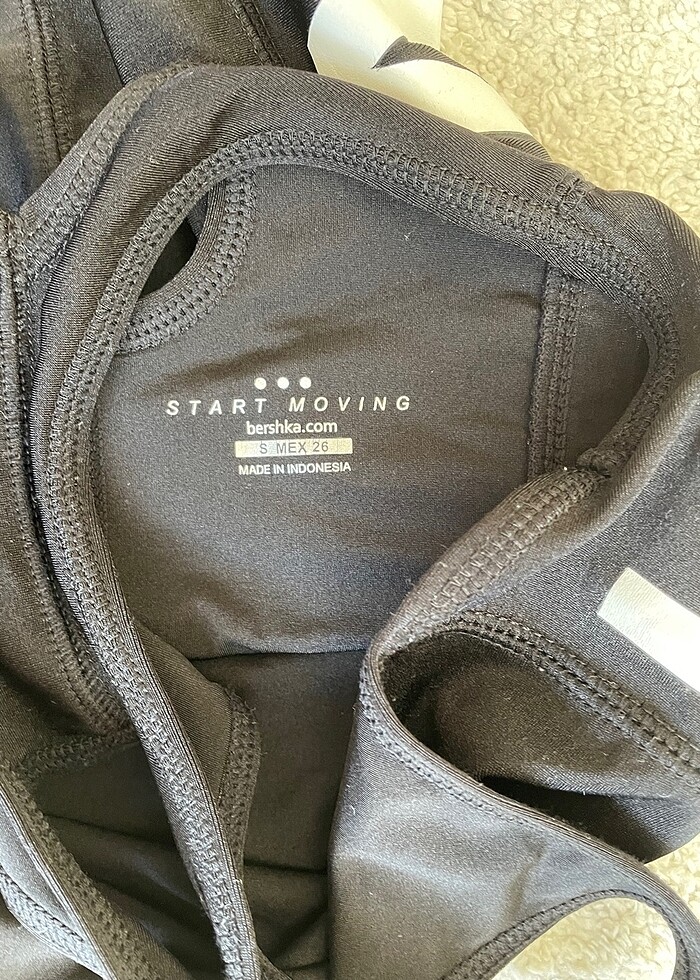 START MOVING
bershka.com
S MEX 26
MADE IN INDONESIA